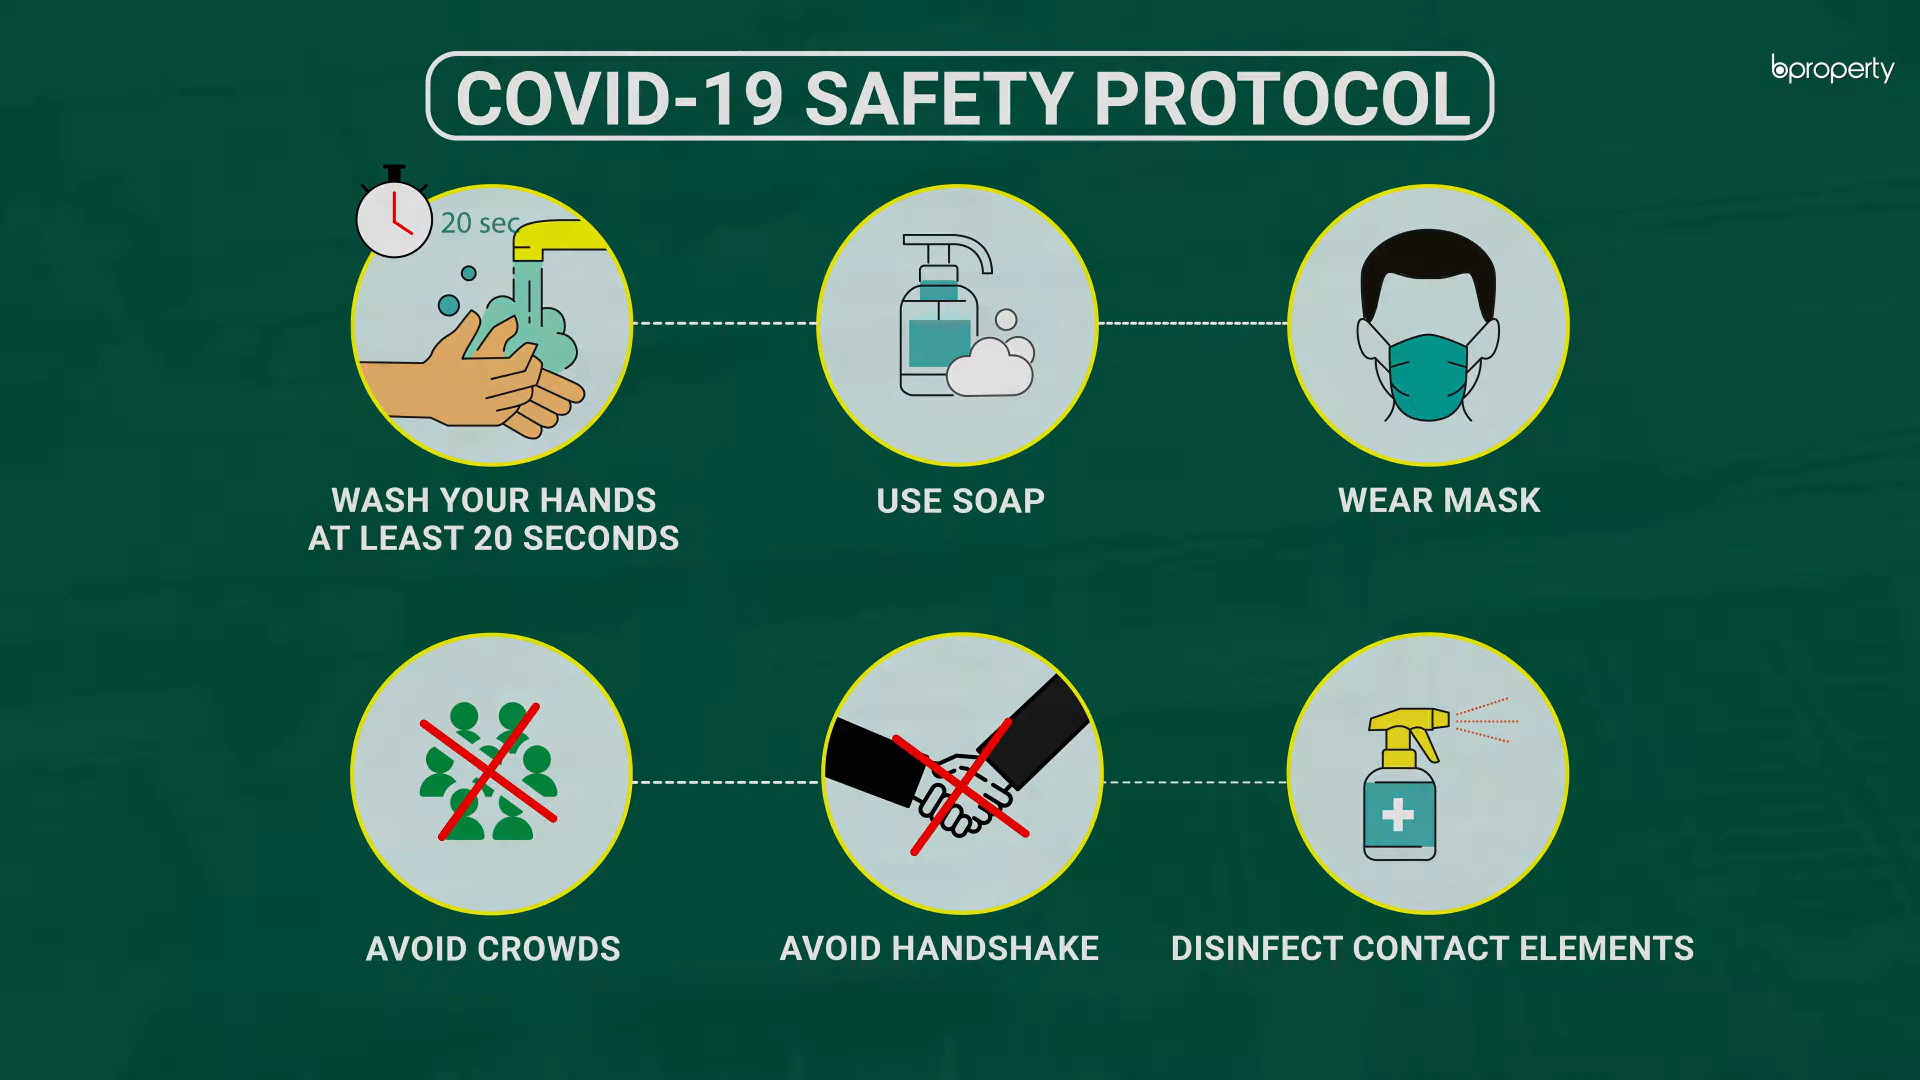 COVID-19 SAFETY PROTOCOL
bproperty
20 sec
WASH YOUR HANDS
AT LEAST 20 SECONDS
USE SOAP
WEAR MASK
AVOID CROWDS
AVOID HANDSHAKE
DISINFECT CONTACT ELEMENTS